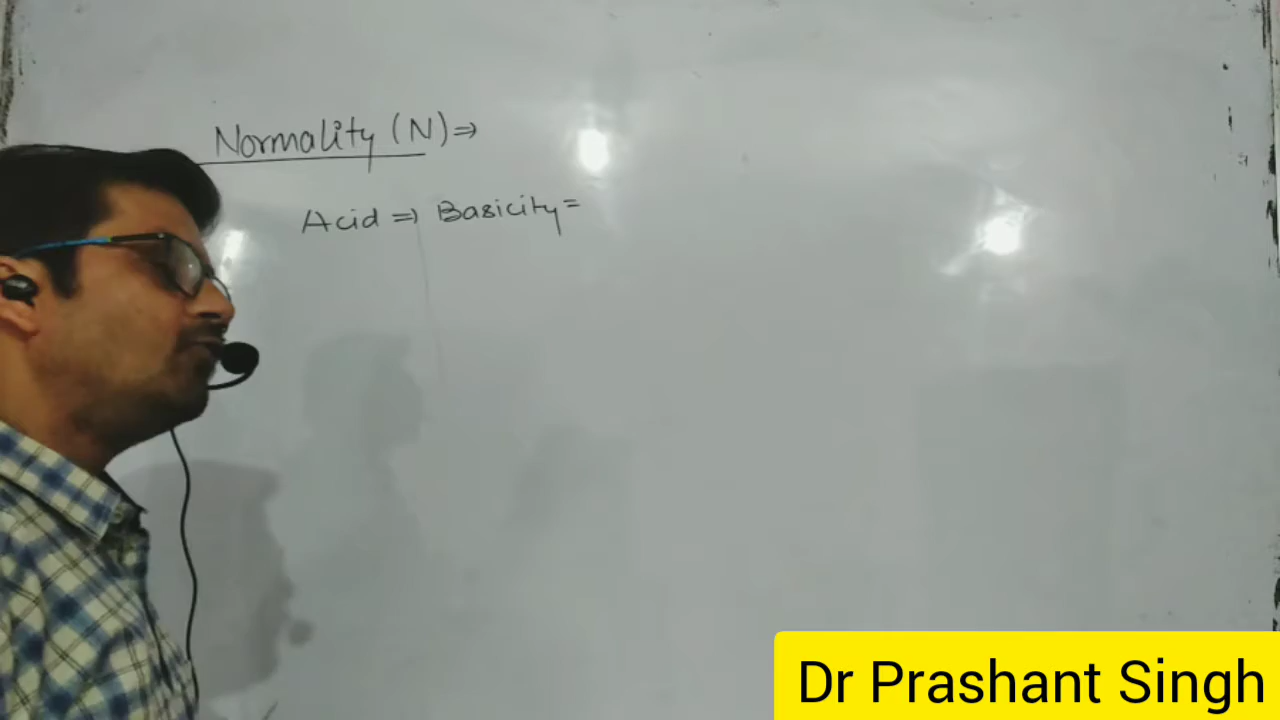 Normality (N) ⇒
Acid ⇒ Basicity =
Dr Prashant Singh